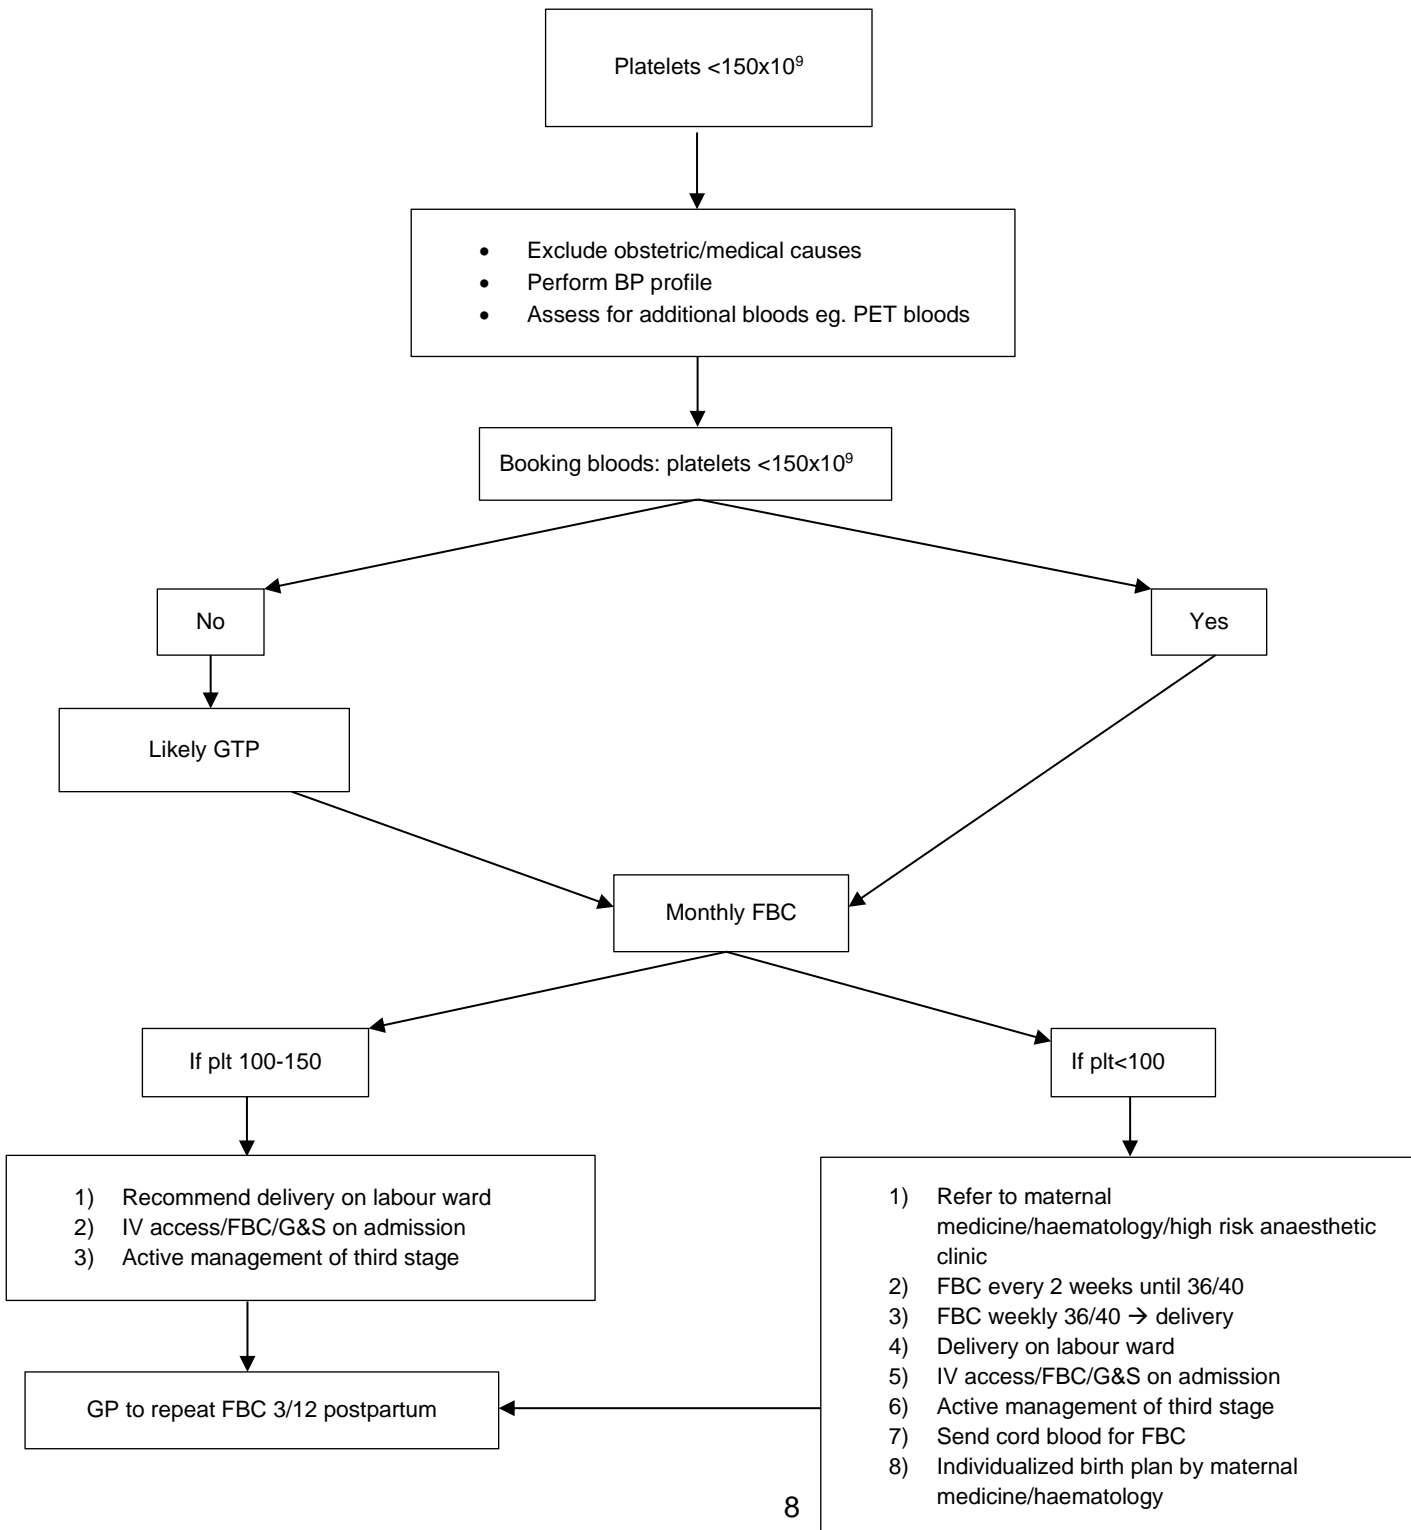 Platelets <150x10⁹
• Exclude obstetric/medical causes
• Perform BP profile
• Assess for additional bloods eg. PET bloods
Booking bloods: platelets <150x10⁹
No
Yes
Likely GTP
Monthly FBC
If plt 100-150
If plt<100
1) Recommend delivery on labour ward
2) IV access/FBC/G&S on admission
3) Active management of third stage
1) Refer to maternal
medicine/haematology/high risk anaesthetic
clinic
2) FBC every 2 weeks until 36/40
3) FBC weekly 36/40 → delivery
4) Delivery on labour ward
5) IV access/FBC/G&S on admission
6) Active management of third stage
7) Send cord blood for FBC
8) Individualized birth plan by maternal
medicine/haematology
GP to repeat FBC 3/12 postpartum
8